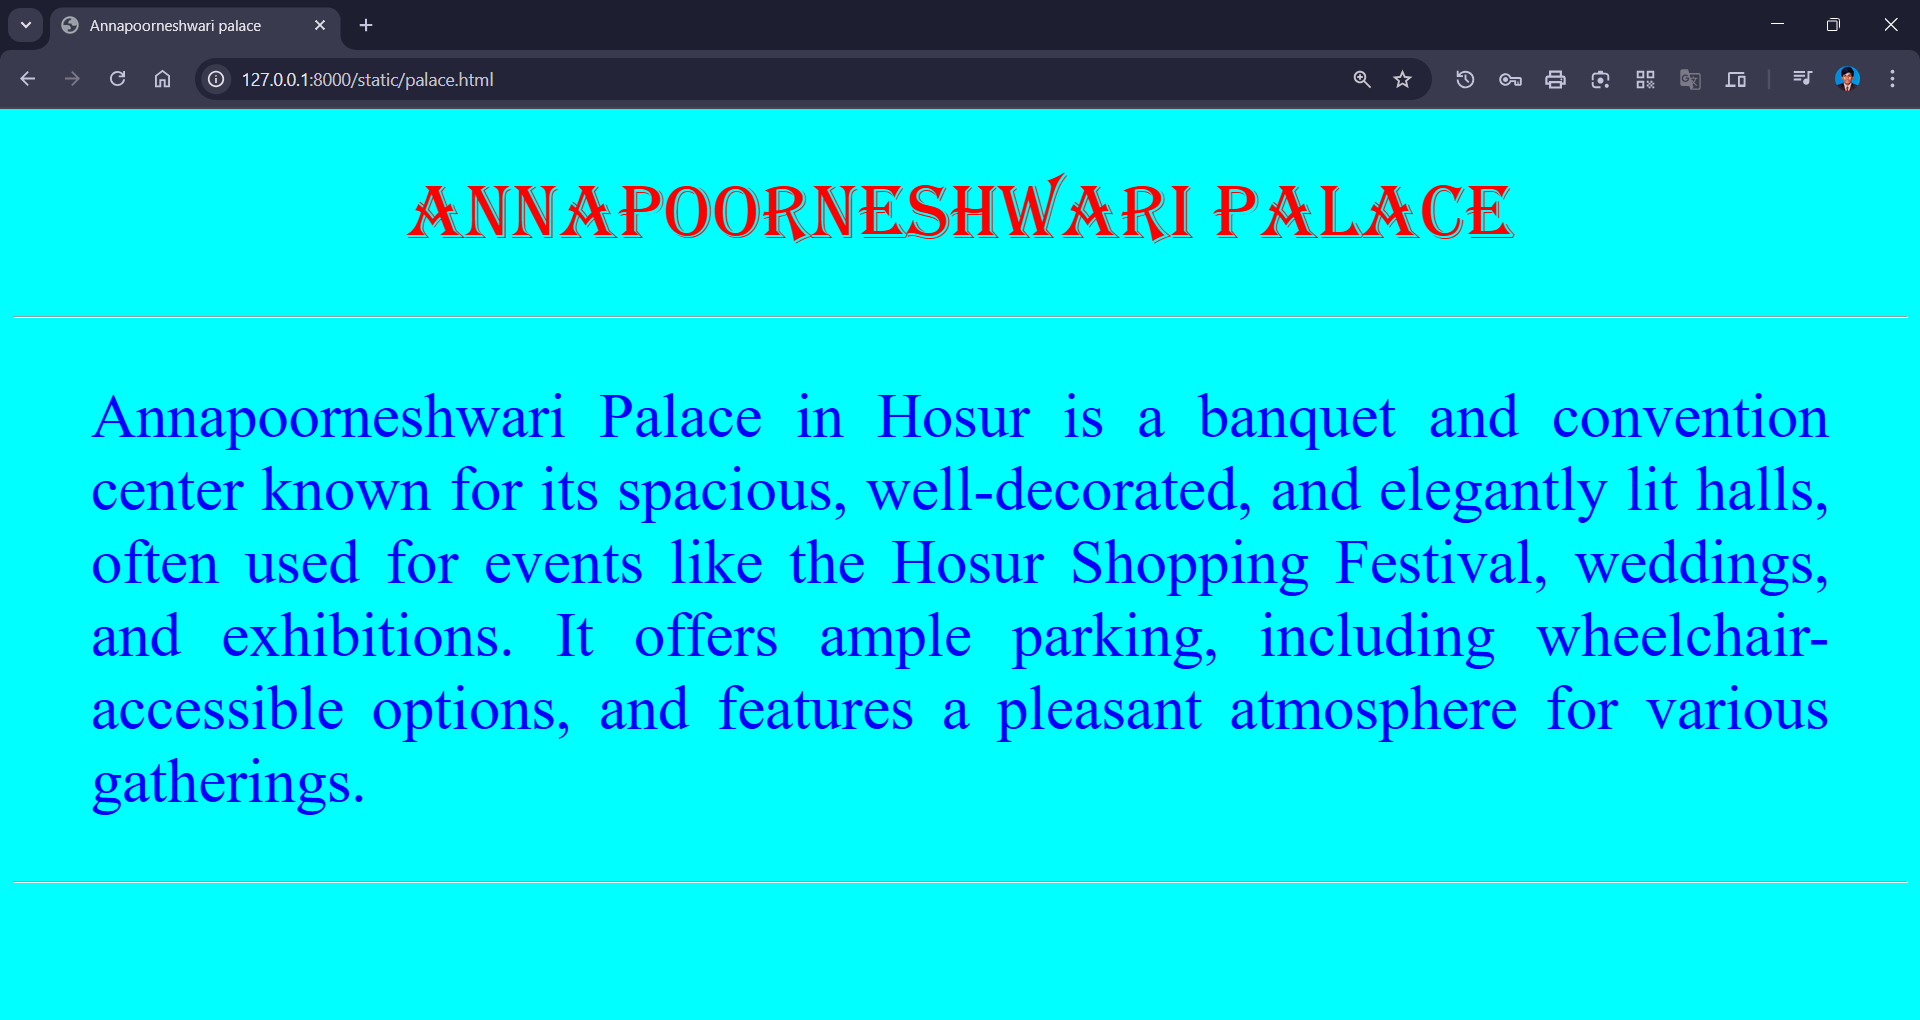 Annapoorneshwari palace
127.0.0.1:8000/static/palace.html
ANNAPOORNESHWARI PALACE
Annapoorneshwari Palace in Hosur is a banquet and convention
center known for its spacious, well-decorated, and elegantly lit halls,
often used for events like the Hosur Shopping Festival, weddings,
and exhibitions. It offers ample parking, including wheelchair-
accessible options, and features a pleasant atmosphere for various
gatherings.